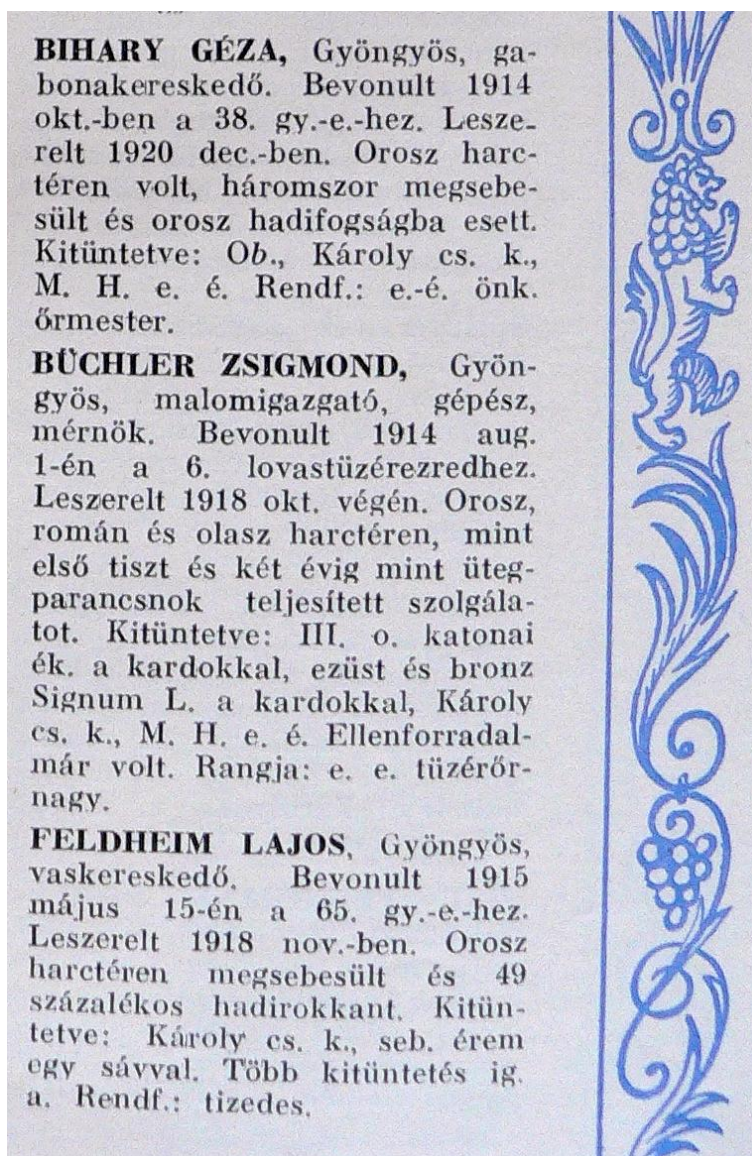 BIHARY GÉZA, Gyöngyös, ga-
bonakereskedő. Bevonult 1914
okt.-ben a 38. gy.-e.-hez. Lesze-
relt 1920 dec.-ben. Orosz harc-
téren volt, háromszor megsebe-
sült és orosz hadifogságba esett.
Kitüntetve: Ob., Károly cs. k.,
M. H. e. é. Rendf.: e.-é. önk.
őrmester.
BÜCHLER ZSIGMOND, Gyön-
gyös, malomigazgató, gépész,
mérnök. Bevonult 1914 aug.
1-én a 6. lovastüzérezredhez.
Leszerelt 1918 okt. végén. Orosz,
román és olasz harctéren, mint
első tiszt és két évig mint üteg-
parancsnok teljesített szolgála-
tot. Kitüntetve: III. o. katonai
ék. a kardokkal, ezüst és bronz
Signum L. a kardokkal, Károly
cs. k., M. H. e. é. Ellenforradal-
már volt. Rangja: e. e. tüzérőr-
nagy.
FELDHEIM LAJOS, Gyöngyös,
vaskereskedő. Bevonult 1915
május 15-én a 65. gy.-e.-hez.
Leszerelt 1918 nov.-ben. Orosz
harctéren megsebesült és 49
százalékos hadirokkant. Kitün-
tetve: Károly cs. k., seb. érem
egy sávval. Több kitüntetés ig.
a. Rendf.: tizedes.